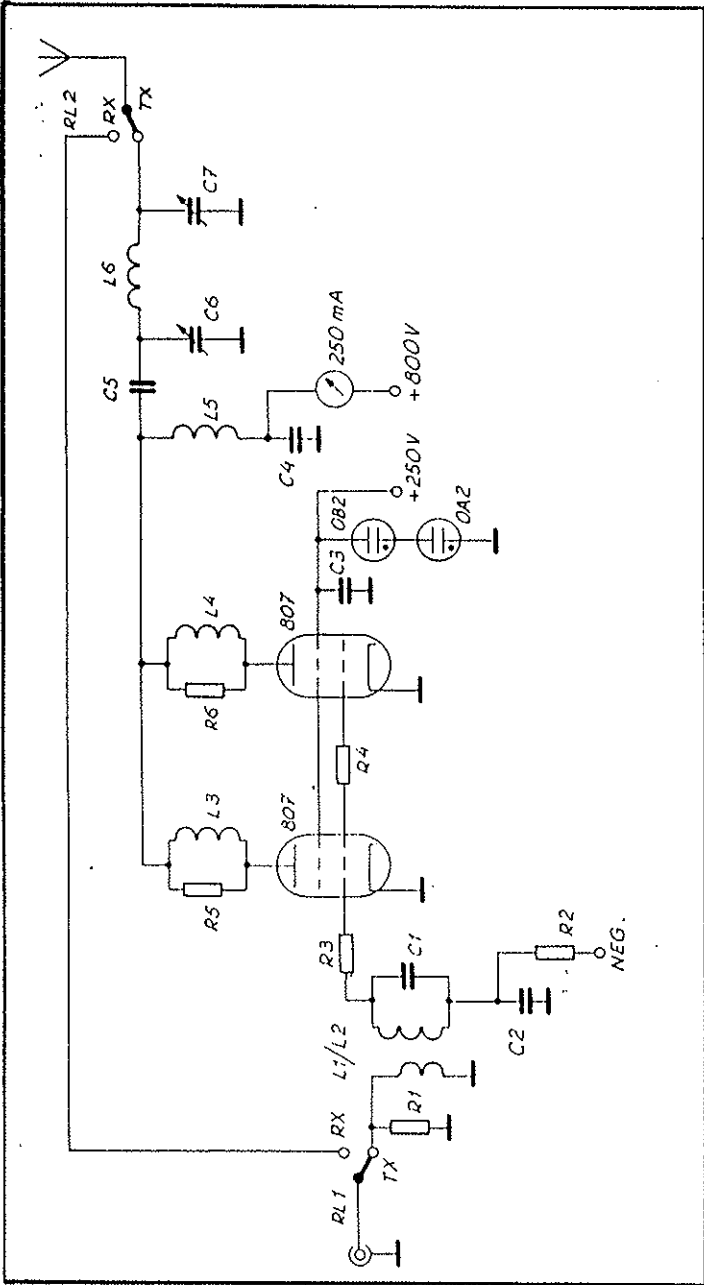 RL2
RX
TX
C7
L6
C6
C5
L5
250 mA
+800V
C4
+250V
OB2
OA2
C3
807
L4
R6
R4
807
L3
R5
R3
C1
R2
NEG.
C2
L1/L2
R1
RX
TX
RL1